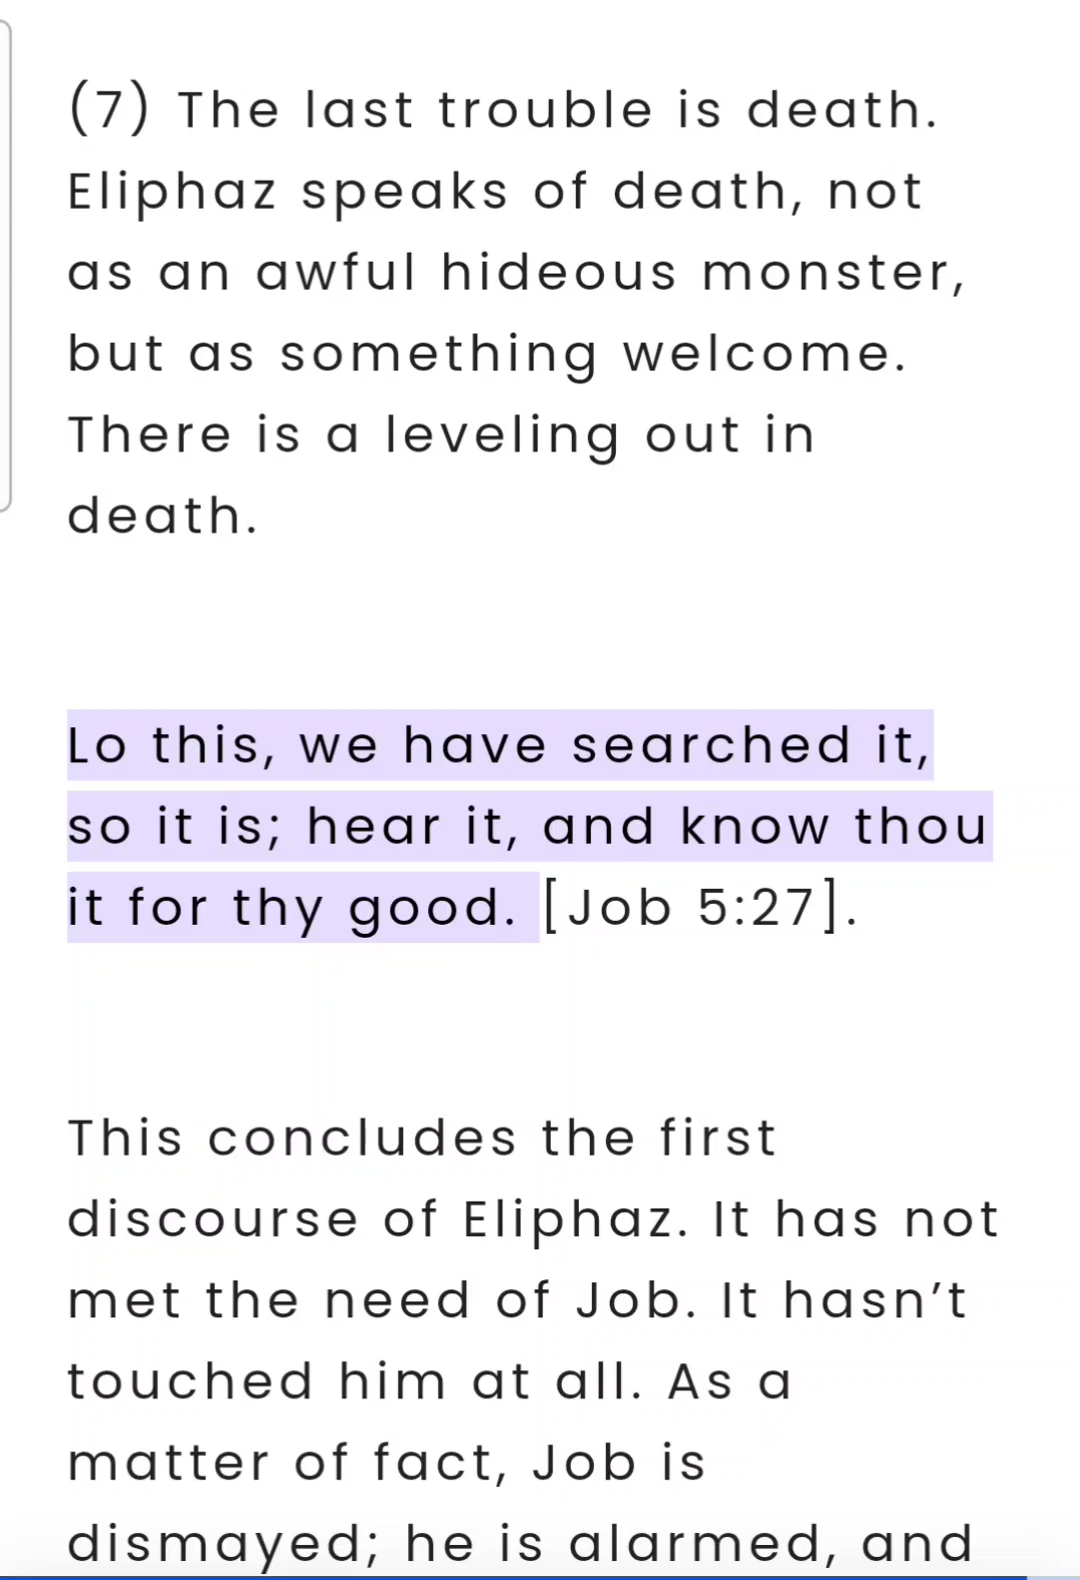 (7) The last trouble is death.
Eliphaz speaks of death, not
as an awful hideous monster,
but as something welcome.
There is a leveling out in
death.
Lo this, we have searched it,
so it is; hear it, and know thou
it for thy good. [Job 5:27].
This concludes the first
discourse of Eliphaz. It has not
met the need of Job. It hasn’t
touched him at all. As a
matter of fact, Job is
dismayed; he is alarmed, and